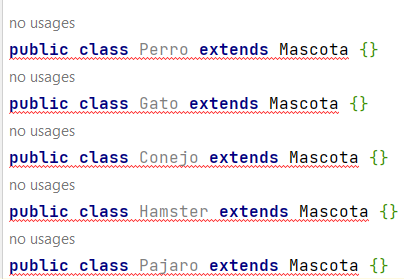 no usages
public class Perro extends Mascota {}
no usages
public class Gato extends Mascota {}
no usages
public class Conejo extends Mascota {}
no usages
public class Hamster extends Mascota {}
no usages
public class Pajaro extends Mascota {}